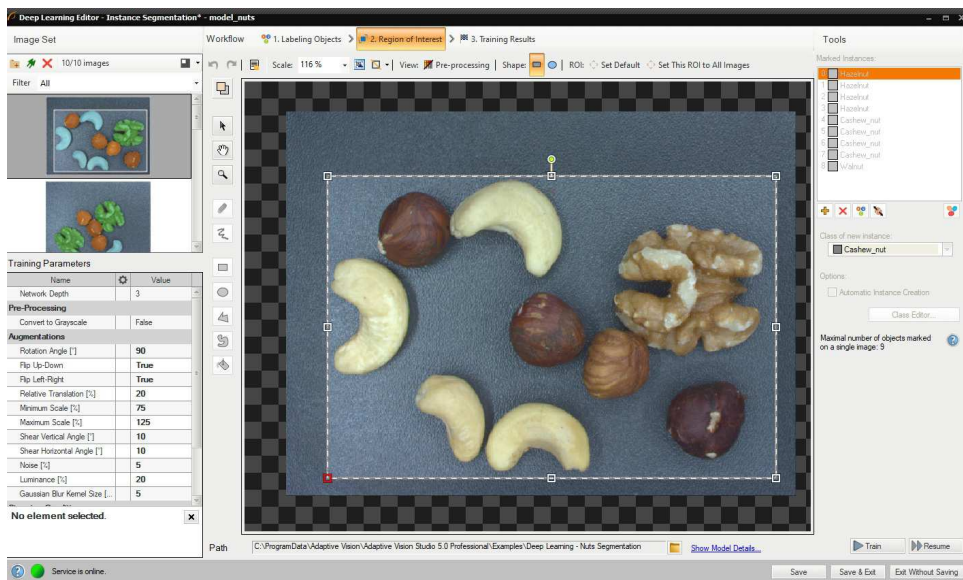 Deep Learning Editor - Instance Segmentation* - model_nuts
Image Set
Workflow
1. Labeling Objects
2. Region of Interest
3. Training Results
Tools
10/10 images
Scale: 116 %
View:
Pre-processing
Shape:
ROI:
Set Default
Set This ROI to All Images
Filter All
Marked Instances:
0 Hazelnut
1 Hazelnut
2 Hazelnut
3 Hazelnut
4 Cashew_nut
5 Cashew_nut
6 Cashew_nut
7 Cashew_nut
8 Walnut
Class of new instance:
Cashew_nut
Options:
Automatic Instance Creation
Class Editor...
Maximal number of objects marked
on a single image: 9
Training Parameters
Name Value
Network Depth 3
Pre-Processing
Convert to Grayscale False
Augmentations
Rotation Angle [°] 90
Flip Up-Down True
Flip Left-Right True
Relative Translation [%] 20
Minimum Scale [%] 75
Maximum Scale [%] 125
Shear Vertical Angle [°] 10
Shear Horizontal Angle [°] 10
Noise [%] 5
Luminance [%] 20
Gaussian Blur Kernel Size [... 5
No element selected.
Path
C:\ProgramData\Adaptive Vision\Adaptive Vision Studio 5.0 Professional\Examples\Deep Learning - Nuts Segmentation
Show Model Details...
Train
Resume
Service is online.
Save
Save & Exit
Exit Without Saving